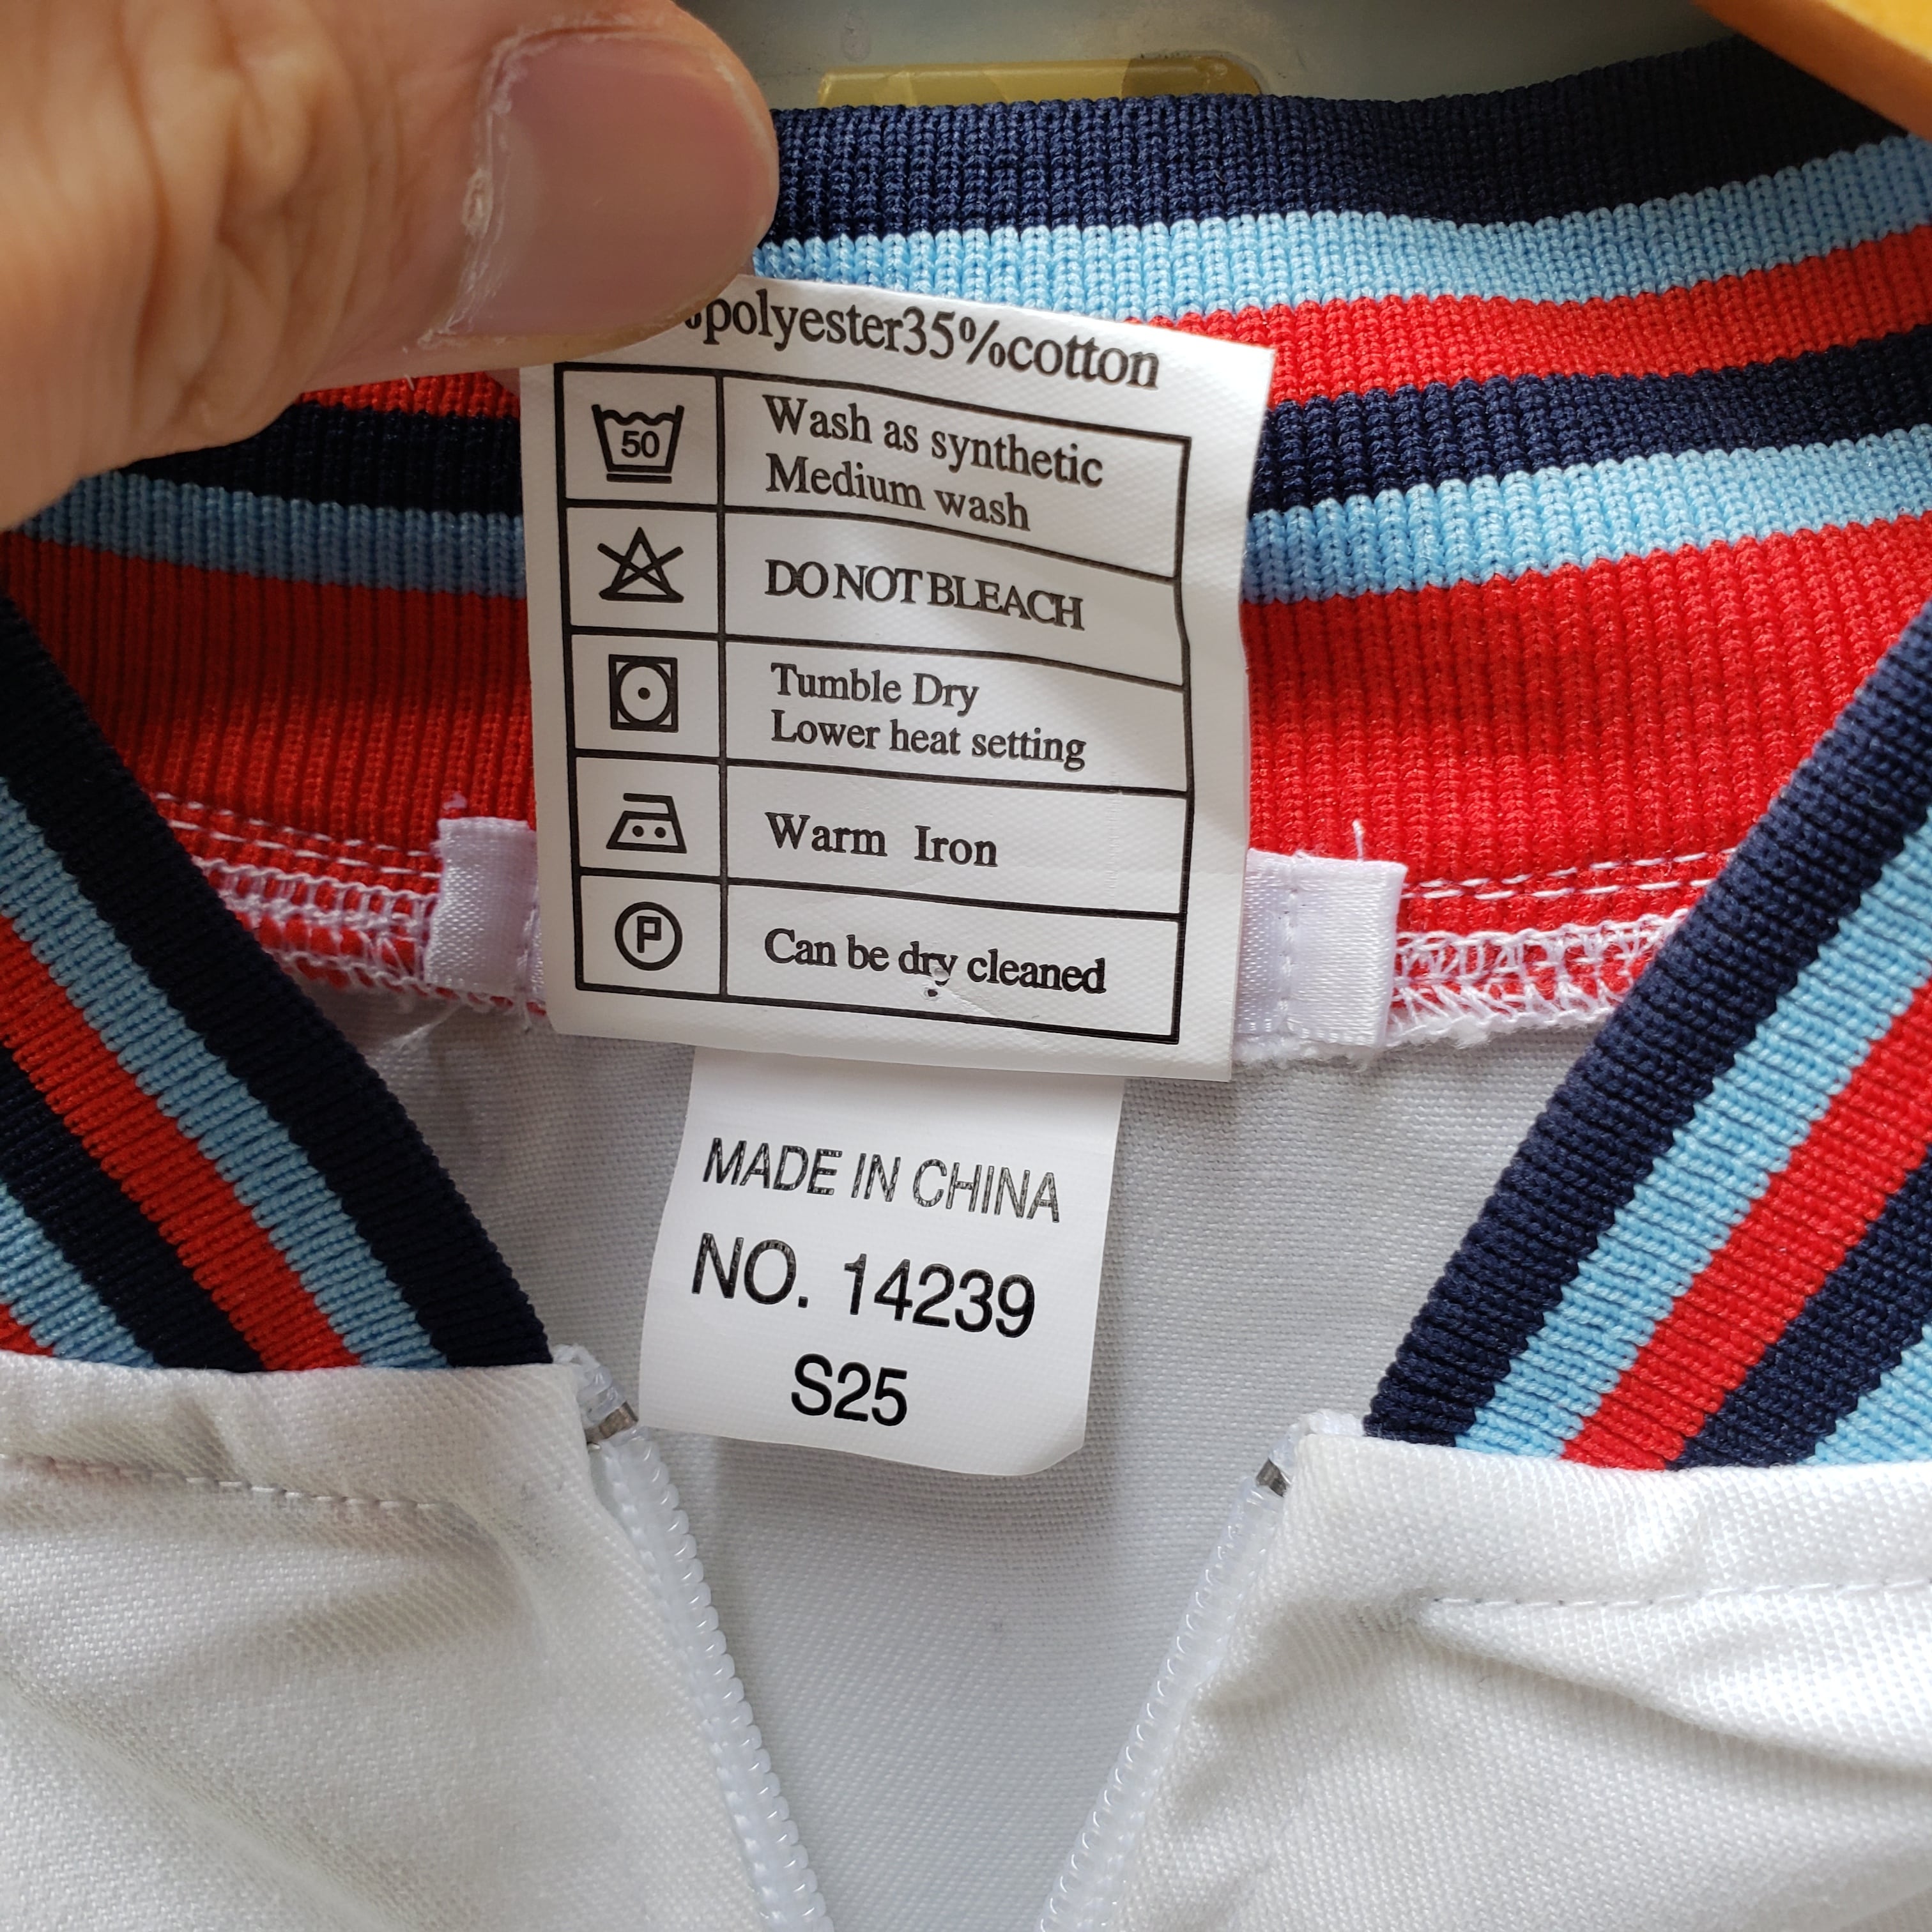 %polyester35%cotton
50
Wash as synthetic
Medium wash
DO NOT BLEACH
Tumble Dry
Lower heat setting
Warm Iron
P
Can be dry cleaned
MADE IN CHINA
NO. 14239
S25